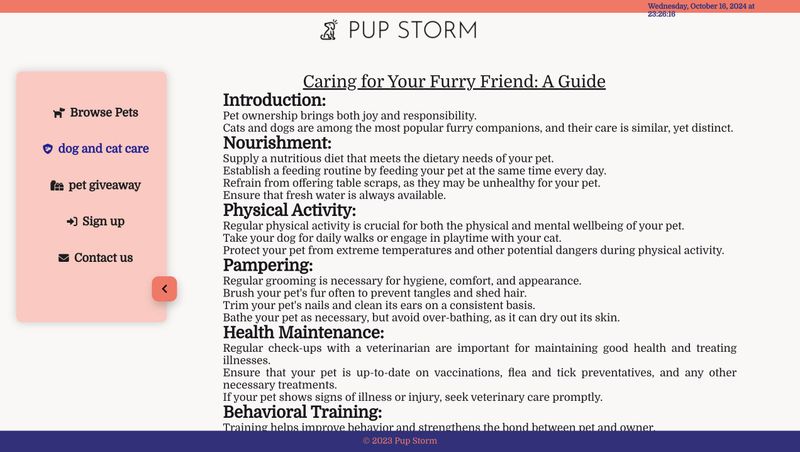 Wednesday, October 16, 2024 at
23:26:16
PUP STORM
Browse Pets
dog and cat care
pet giveaway
Sign up
Contact us
Caring for Your Furry Friend: A Guide
Introduction:
Pet ownership brings both joy and responsibility.
Cats and dogs are among the most popular furry companions, and their care is similar, yet distinct.
Nourishment:
Supply a nutritious diet that meets the dietary needs of your pet.
Establish a feeding routine by feeding your pet at the same time every day.
Refrain from offering table scraps, as they may be unhealthy for your pet.
Ensure that fresh water is always available.
Physical Activity:
Regular physical activity is crucial for both the physical and mental wellbeing of your pet.
Take your dog for daily walks or engage in playtime with your cat.
Protect your pet from extreme temperatures and other potential dangers during physical activity.
Pampering:
Regular grooming is necessary for hygiene, comfort, and appearance.
Brush your pet's fur often to prevent tangles and shed hair.
Trim your pet's nails and clean its ears on a consistent basis.
Bathe your pet as necessary, but avoid over-bathing, as it can dry out its skin.
Health Maintenance:
Regular check-ups with a veterinarian are important for maintaining good health and treating
illnesses.
Ensure that your pet is up-to-date on vaccinations, flea and tick preventatives, and any other
necessary treatments.
If your pet shows signs of illness or injury, seek veterinary care promptly.
Behavioral Training:
Training helps improve behavior and strengthens the bond between pet and owner.
© 2023 Pup Storm